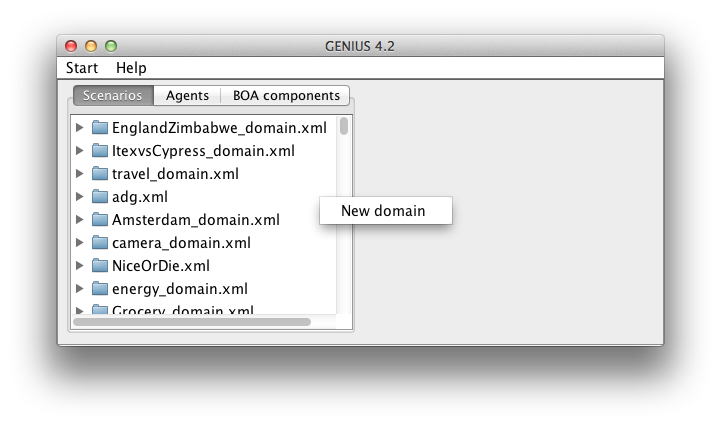 GENIUS 4.2
Start Help
Scenarios Agents BOA components
EnglandZimbabwe_domain.xml
ItexvsCypress_domain.xml
travel_domain.xml
adg.xml
Amsterdam_domain.xml
camera_domain.xml
NiceOrDie.xml
energy_domain.xml
Grocery_domain.xml
New domain